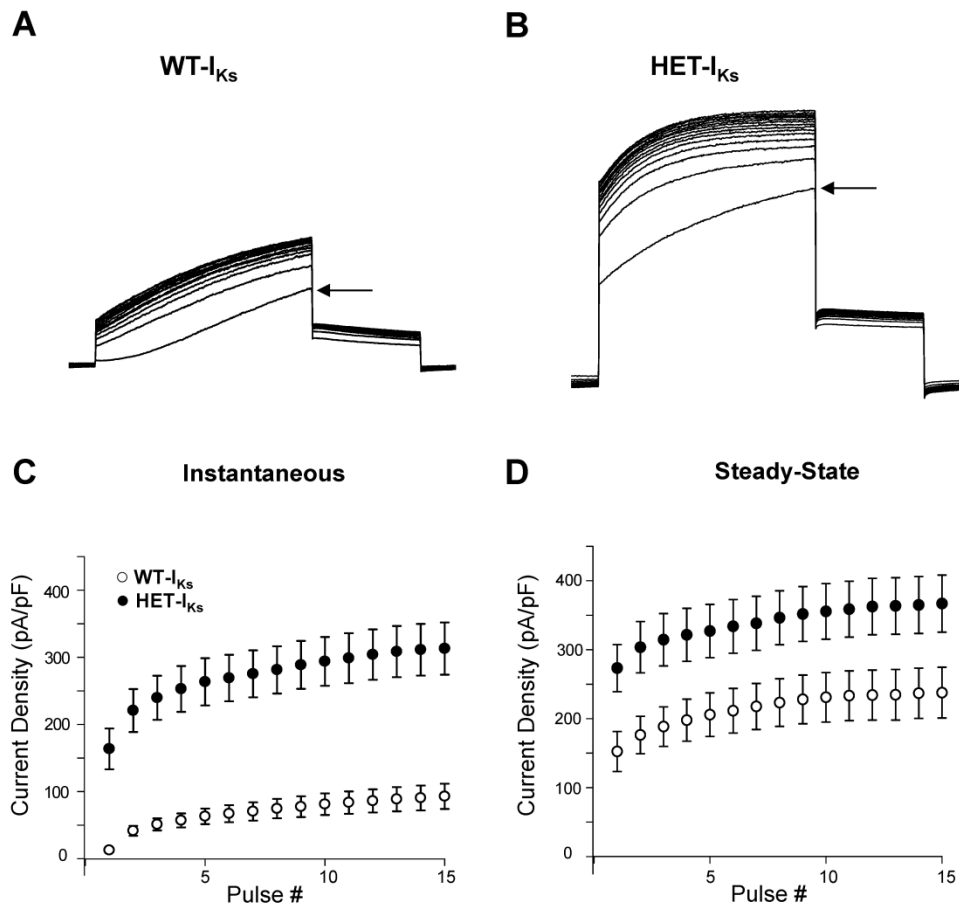 A
WT-IKs
B
HET-IKs
C
Instantaneous
Current Density (pA/pF)
400
300
200
100
0
WT-IKs
HET-IKs
5
10
15
Pulse #
D
Steady-State
Current Density (pA/pF)
400
300
200
100
0
5
10
15
Pulse #